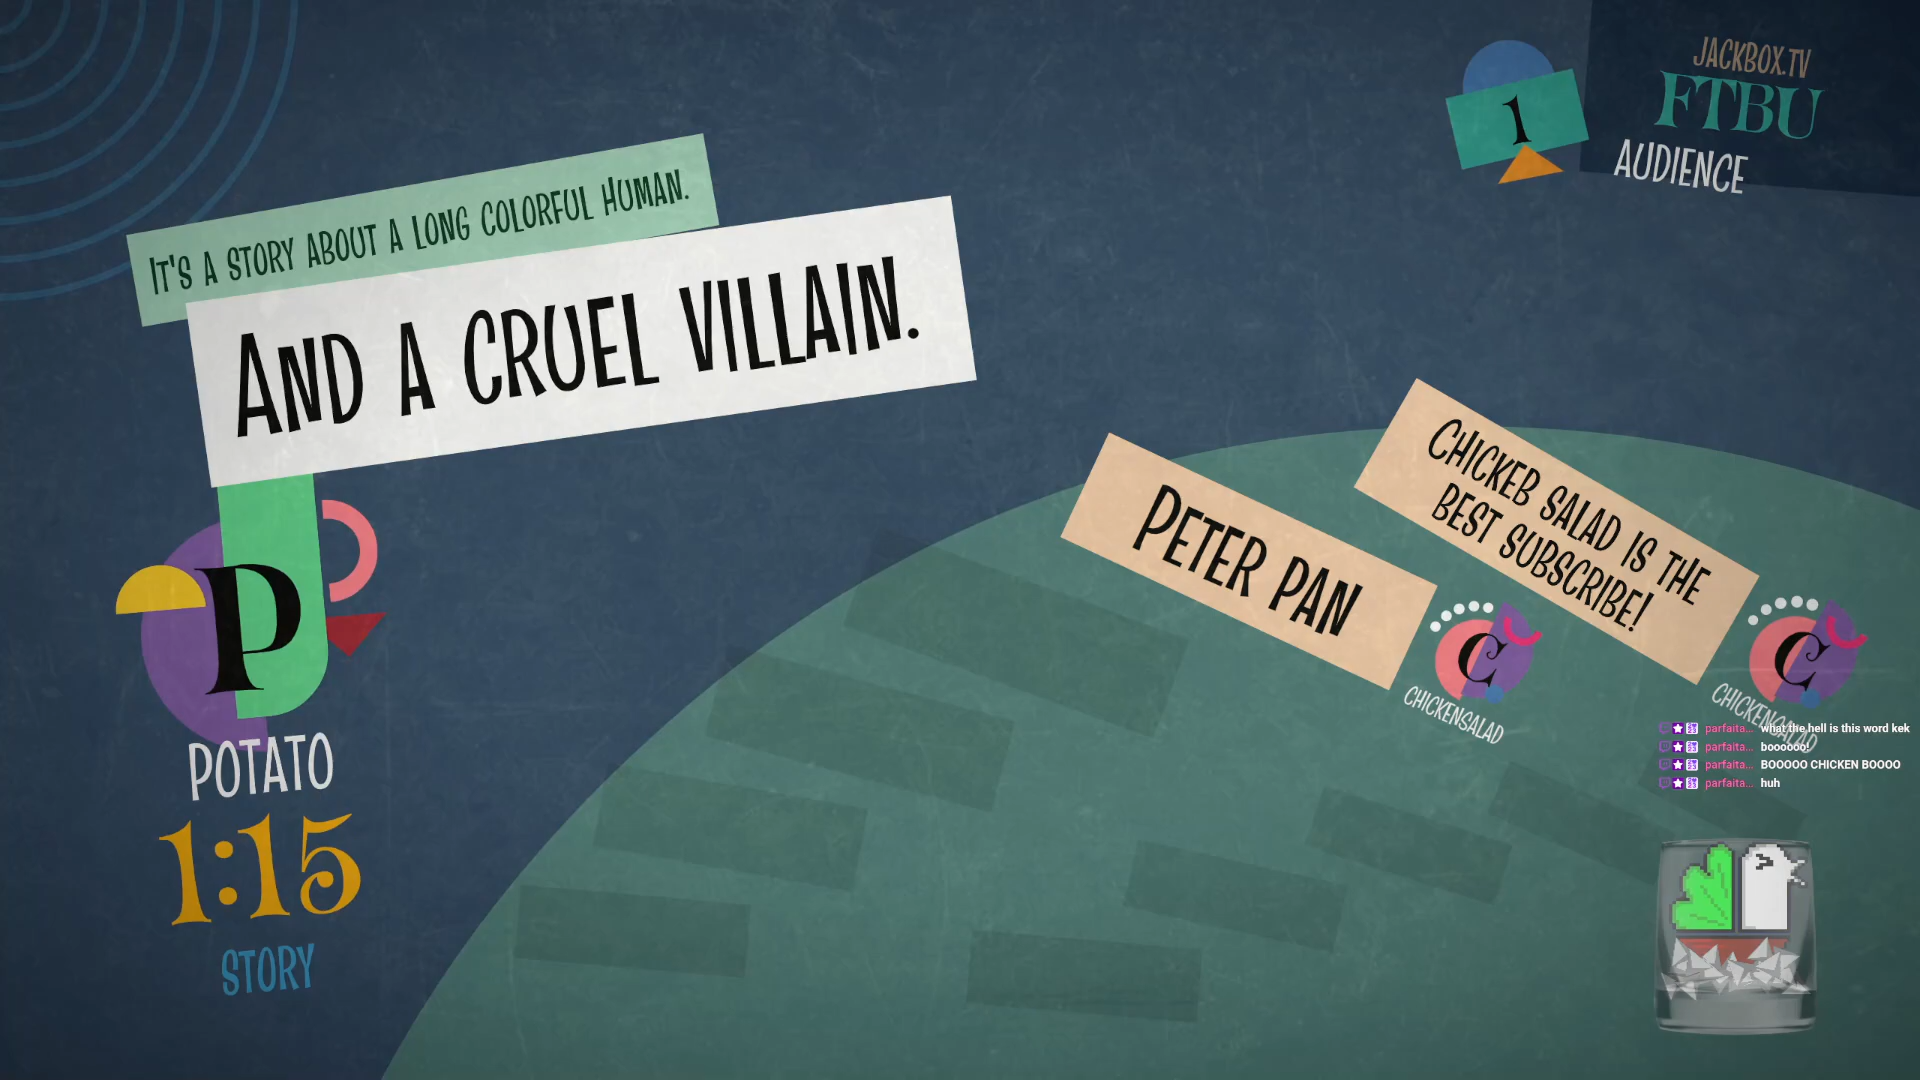 JACKBOX.TV
FTBU
1
AUDIENCE
It's a story about a long colorful human.
And a cruel villain.
Chickeb salad is the
best subscribe!
Peter pan
P
POTATO
1:15
STORY
C
CHICKENSALAD
C
CHICKENSALAD
parfaita... what the hell is this word kek
parfaita... boooooo!
parfaita... BOOOOO CHICKEN BOOOO
parfaita... huh